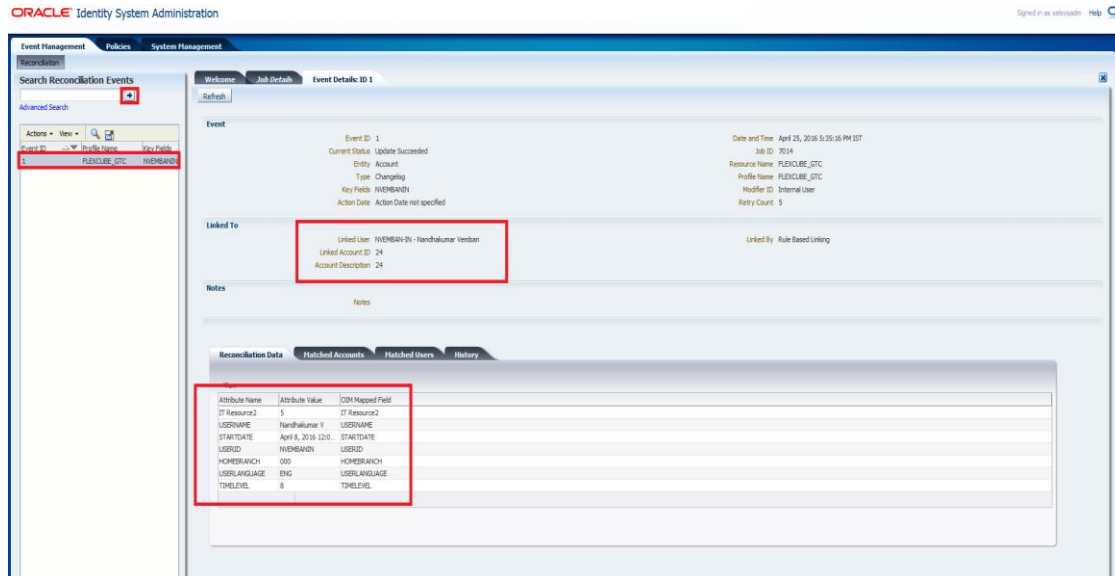 ORACLE Identity System Administration
Signed in as xelsysadm Help
Event Management Policies System Management
Reconciliation
Search Reconciliation Events
Advanced Search
Actions View
Event ID Profile Name Key Fields
1 FLEXCUBE_GTC NVEMBANIN
Welcome Job Details Event Details: ID 1
Refresh
Event
Event ID 1
Current Status Update Succeeded
Entity Account
Type Changelog
Key Fields NVEMBANIN
Action Date Action Date not specified
Date and Time April 25, 2016 5:35:16 PM IST
Job ID 7014
Resource Name FLEXCUBE_GTC
Profile Name FLEXCUBE_GTC
Modifier ID Internal User
Retry Count 5
Linked To
Linked User NVEMBAN-IN - Nandhakumar Vemban
Linked Account ID 24
Account Description 24
Linked By Rule Based Linking
Notes
Notes
Reconciliation Data Matched Accounts Matched Users History
Attribute Name Attribute Value OIM Mapped Field
IT Resource2 5 IT Resource2
USERNAME Nandhakumar V USERNAME
STARTDATE April 8, 2016 12:0... STARTDATE
USERID NVEMBANIN USERID
HOMEBRANCH 000 HOMEBRANCH
USERLANGUAGE ENG USERLANGUAGE
TIMELEVEL 8 TIMELEVEL